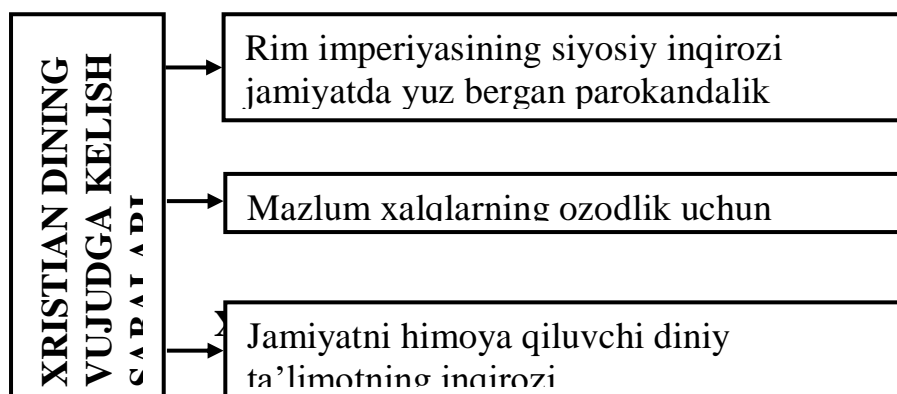 XRISTIAN DINING
VUJUDGA KELISH
Rim imperiyasining siyosiy inqirozi
jamiyatda yuz bergan parokandalik
Mazlum xalqlarning ozodlik uchun
Jamiyatni himoya qiluvchi diniy
ta’limotning inqirozi